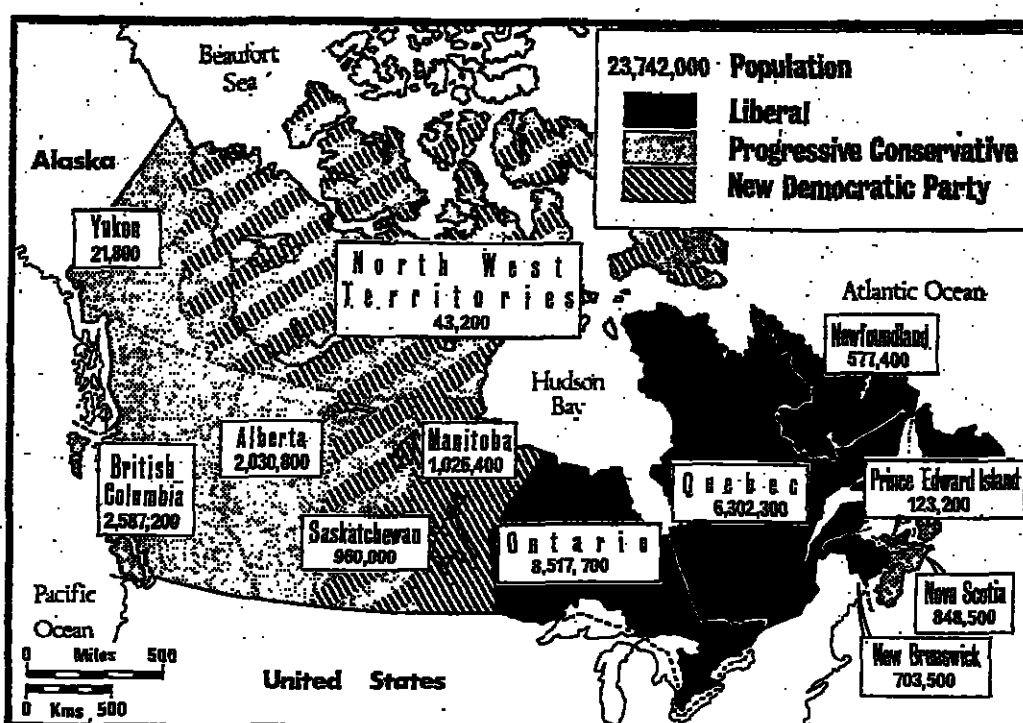 Beaufort
Sea
23,742,000 Population
Liberal
Progressive Conservative
New Democratic Party
Alaska
Yukon
21,800
North West
Territories
43,200
Atlantic Ocean
Newfoundland
577,400
Hudson
Bay
Alberta
2,030,800
Manitoba
1,025,400
British
Columbia
2,587,200
Quebec
6,302,300
Prince Edward Island
123,200
Saskatchewan
960,000
Ontario
8,517,700
Pacific
Ocean
Nova Scotia
848,500
New Brunswick
703,500
0 Miles 500
0 Kms 500
United States